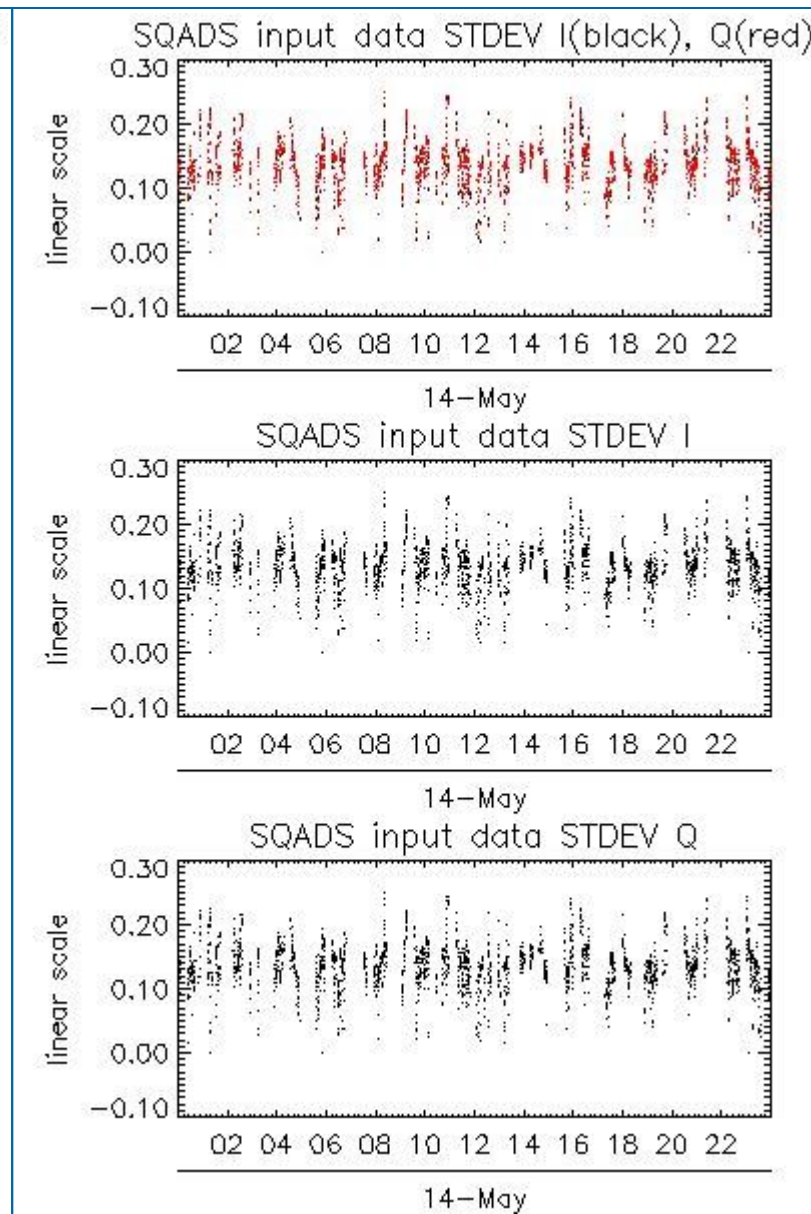 SQADS input data STDEV I(black), Q(red)
0.30
0.20
0.10
0.00
-0.10
linear scale
02 04 06 08 10 12 14 16 18 20 22
14-May
SQADS input data STDEV I
0.30
0.20
0.10
0.00
-0.10
linear scale
02 04 06 08 10 12 14 16 18 20 22
14-May
SQADS input data STDEV Q
0.30
0.20
0.10
0.00
-0.10
linear scale
02 04 06 08 10 12 14 16 18 20 22
14-May